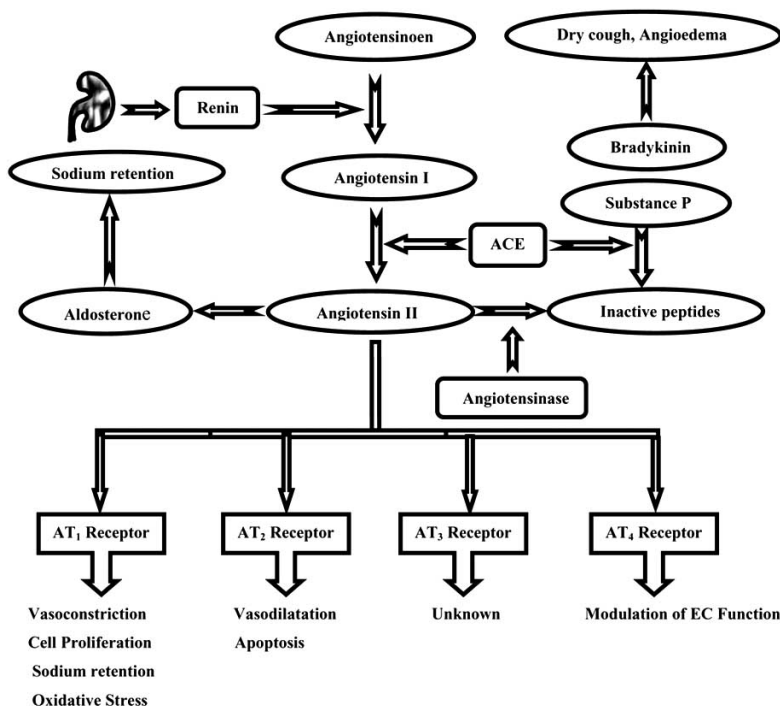 Angiotensinoen
Dry cough, Angioedema
Renin
Bradykinin
Sodium retention
Angiotensin I
Substance P
ACE
Aldosterone
Angiotensin II
Inactive peptides
Angiotensinase
AT₁ Receptor
AT₂ Receptor
AT₃ Receptor
AT₄ Receptor
Vasoconstriction
Cell Proliferation
Sodium retention
Oxidative Stress
Vasodilatation
Apoptosis
Unknown
Modulation of EC Function